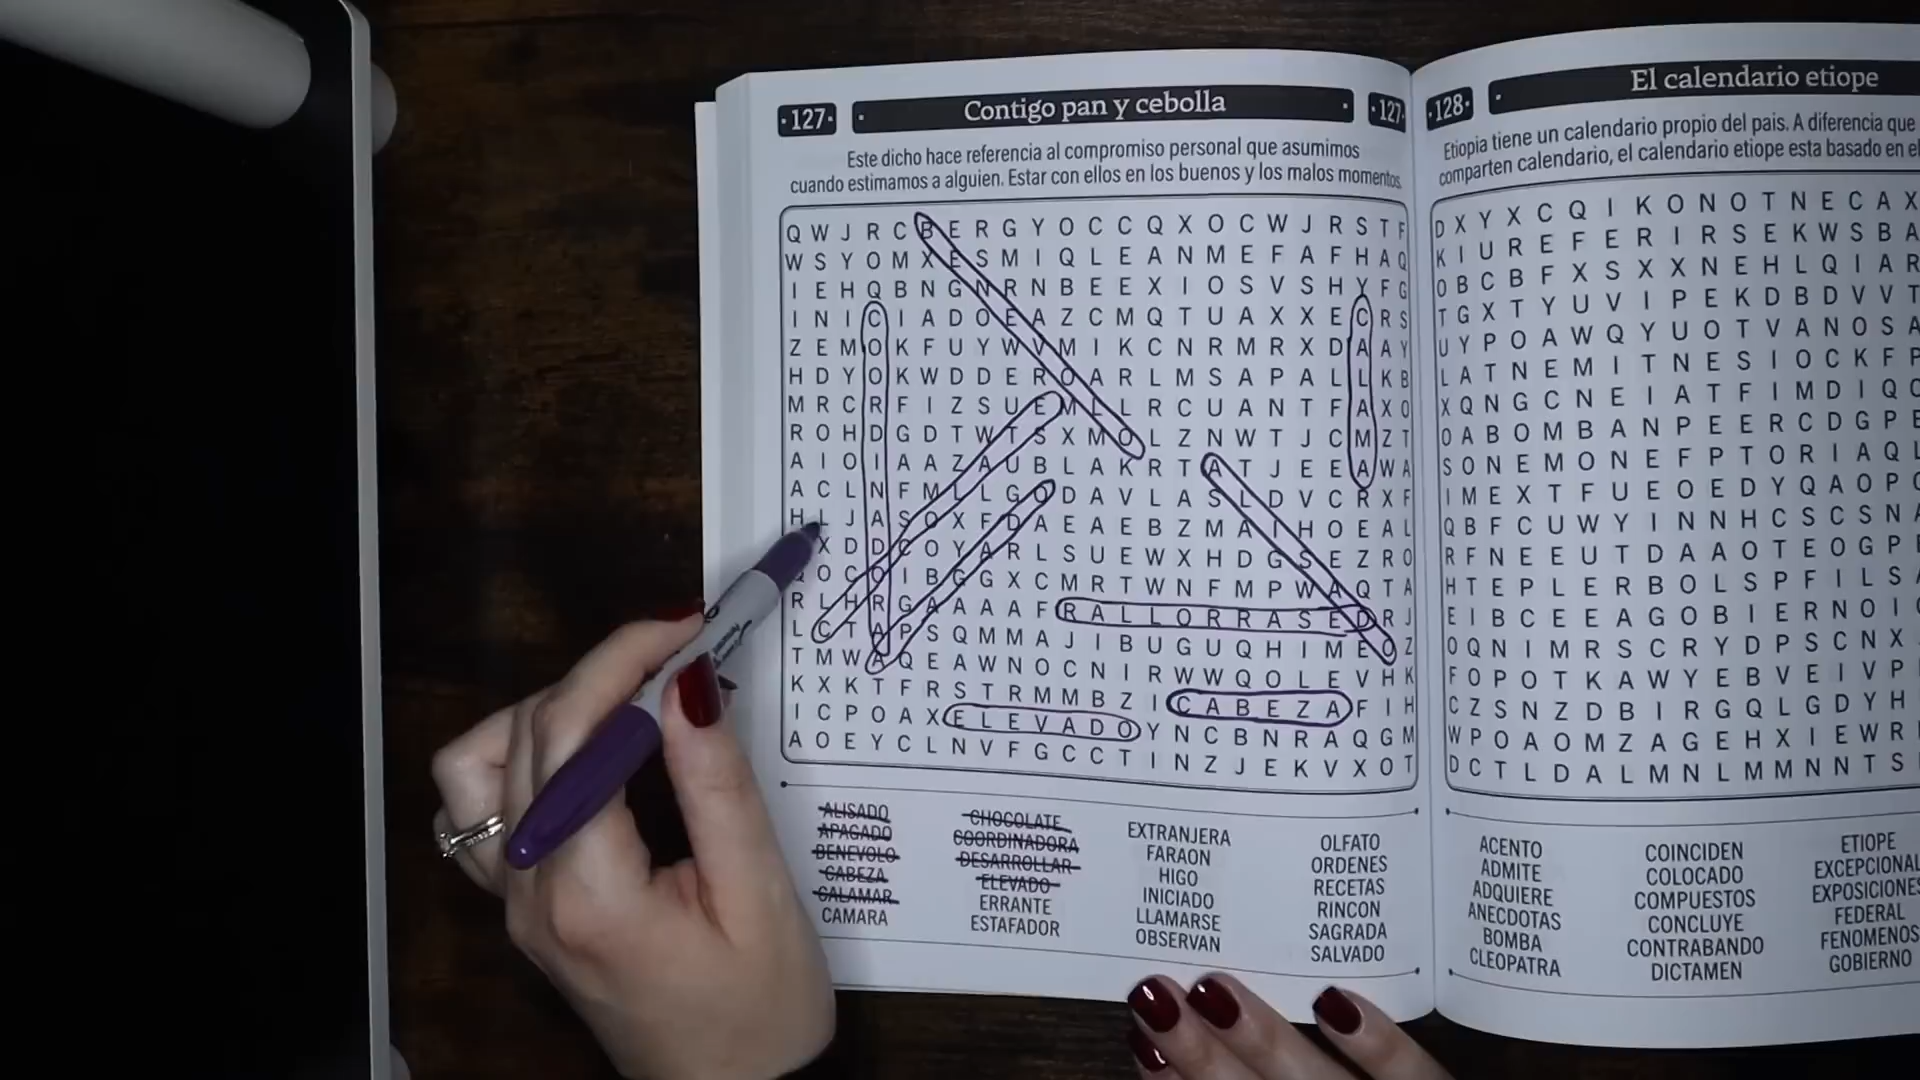 ·127· · Contigo pan y cebolla · ·127·
Este dicho hace referencia al compromiso personal que asumimos
cuando estimamos a alguien. Estar con ellos en los buenos y los malos momentos.
Q W J R C B E R G Y O C C Q X O C W J R S T F
W S Y O M X E S M I Q L E A N M E F A F H A Q
I E H Q B N G N R N B E E X I O S V S H Y F G
I N I C I A D O E A Z C M Q T U A X X E C R S
Z E M O K F U Y W V M I K C N R M R X D A A Y
H D Y O K W D D E R O A R L M S A P A L L K B
M R C R F I Z S U E M L L R C U A N T F A X O
R O H D G D T W T S X M O L Z N W T J C M Z T
A I O I A A Z A U B L A K R T A T J E E A W A
A C L N F M L L G O D A V L A S L D V C R X F
H L J A S O X F D A E A E B Z M A I H O E A L
X D D C O Y A R L S U E W X H D G S E Z R O
O C O I B G G X C M R T W N F M P W A Q T A
R L H R G A A A A F R A L L O R R A S E D R J
L C T A P S Q M M A J I B U G U Q H I M E O Z
T M W A Q E A W N O C N I R W W Q O L E V H K
K X K T F R S T R M M B Z I C A B E Z A F I H
I C P O A X E L E V A D O Y N C B N R A Q G M
A O E Y C L N V F G C C T I N Z J E K V X O T
ALISADO
APAGADO
BENEVOLO
CABEZA
CALAMAR
CAMARA
CHOCOLATE
COORDINADORA
DESARROLLAR
ELEVADO
ERRANTE
ESTAFADOR
EXTRANJERA
FARAON
HIGO
INICIADO
LLAMARSE
OBSERVAN
OLFATO
ORDENES
RECETAS
RINCON
SAGRADA
SALVADO
·128· · El calendario etiope
Etiopia tiene un calendario propio del pais. A diferencia que
comparten calendario, el calendario etiope esta basado en el
D X Y X C Q I K O N O T N E C A X
K I U R E F E R I R S E K W S B A
O B C B F X S X X N E H L Q I A R
T G X T Y U V I P E K D B D V V T
U Y P O A W Q Y U O T V A N O S A
L A T N E M I T N E S I O C K F P
X Q N G C N E I A T F I M D I Q C
O A B O M B A N P E E R C D G P E
S O N E M O N E F P T O R I A Q L
I M E X T F U E O E D Y Q A O P O
Q B F C U W Y I N N H C S C S N A
R F N E E U T D A A O T E O G P E
H T E P L E R B O L S P F I L S A
E I B C E E A G O B I E R N O I O
O Q N I M R S C R Y D P S C N X
F O P O T K A W Y E B V E I V P
C Z S N Z D B I R G Q L G D Y H
W P O A O M Z A G E H X I E W R
D C T L D A L M N L M M N N T S
ACENTO
ADMITE
ADQUIERE
ANECDOTAS
BOMBA
CLEOPATRA
COINCIDEN
COLOCADO
COMPUESTOS
CONCLUYE
CONTRABANDO
DICTAMEN
ETIOPE
EXCEPCIONAL
EXPOSICIONES
FEDERAL
FENOMENOS
GOBIERNO